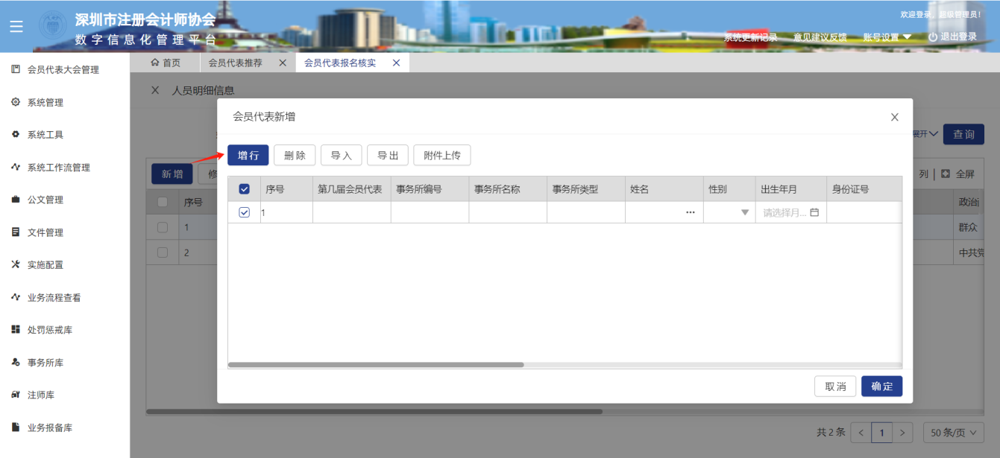 深圳市注册会计师协会
数字信息化管理平台
欢迎登录，超级管理员!
系统更新记录 意见建议反馈 账号设置 退出登录
会员代表大会管理
系统管理
系统工具
系统工作流管理
公文管理
文件管理
实施配置
业务流程查看
处罚惩戒库
事务所库
注师库
业务报备库
首页 会员代表推荐 会员代表报名核实
人员明细信息
展开 查询
新增 修
列 | 全屏
序号 政治
1 群众
2 中共党
会员代表新增
增行 删除 导入 导出 附件上传
序号 第几届会员代表 事务所编号 事务所名称 事务所类型 姓名 性别 出生年月 身份证号
1 ... 请选择月...
取消 确定
共 2 条 < 1 > 50 条/页